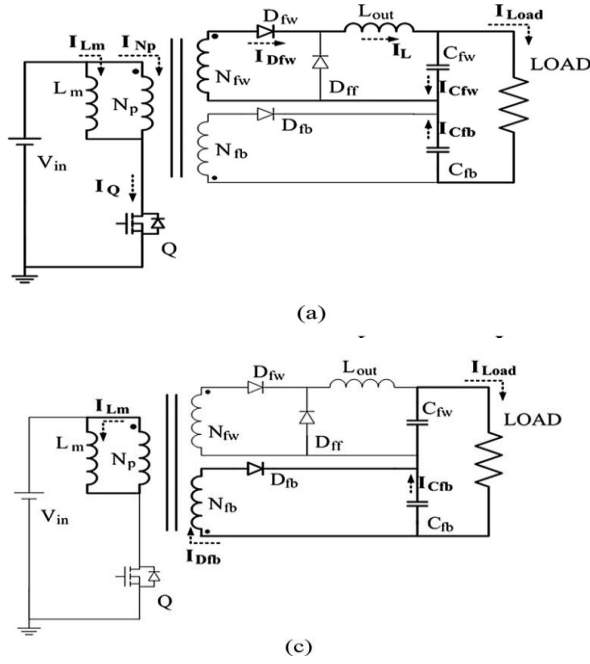 D_fw
L_out
I_Load
I_Lm
I_Np
I_Dfw
I_L
C_fw
LOAD
L_m
N_p
N_fw
D_ff
I_Cfw
D_fb
I_Cfb
V_in
N_fb
C_fb
I_Q
Q
(a)
D_fw
L_out
I_Load
I_Lm
C_fw
LOAD
L_m
N_p
N_fw
D_ff
D_fb
I_Cfb
V_in
N_fb
C_fb
I_Dfb
Q
(c)